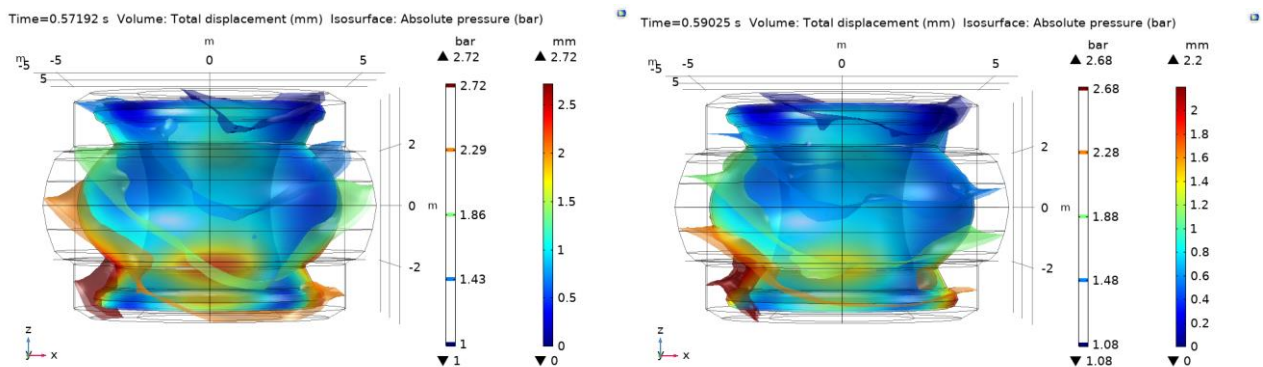 Time=0.57192 s Volume: Total displacement (mm) Isosurface: Absolute pressure (bar)
m
-5 0 5
m
-5
5
bar
▲ 2.72
2.72
2.29
1.86
1.43
1
▼ 1
mm
▲ 2.72
2.5
2
1.5
1
0.5
0
▼ 0
2
0 m
-2
z
y x
Time=0.59025 s Volume: Total displacement (mm) Isosurface: Absolute pressure (bar)
m
-5 0 5
m
-5
5
bar
▲ 2.68
2.68
2.28
1.88
1.48
1.08
▼ 1.08
mm
▲ 2.2
2
1.8
1.6
1.4
1.2
1
0.8
0.6
0.4
0.2
0
▼ 0
2
0 m
-2
z
y x